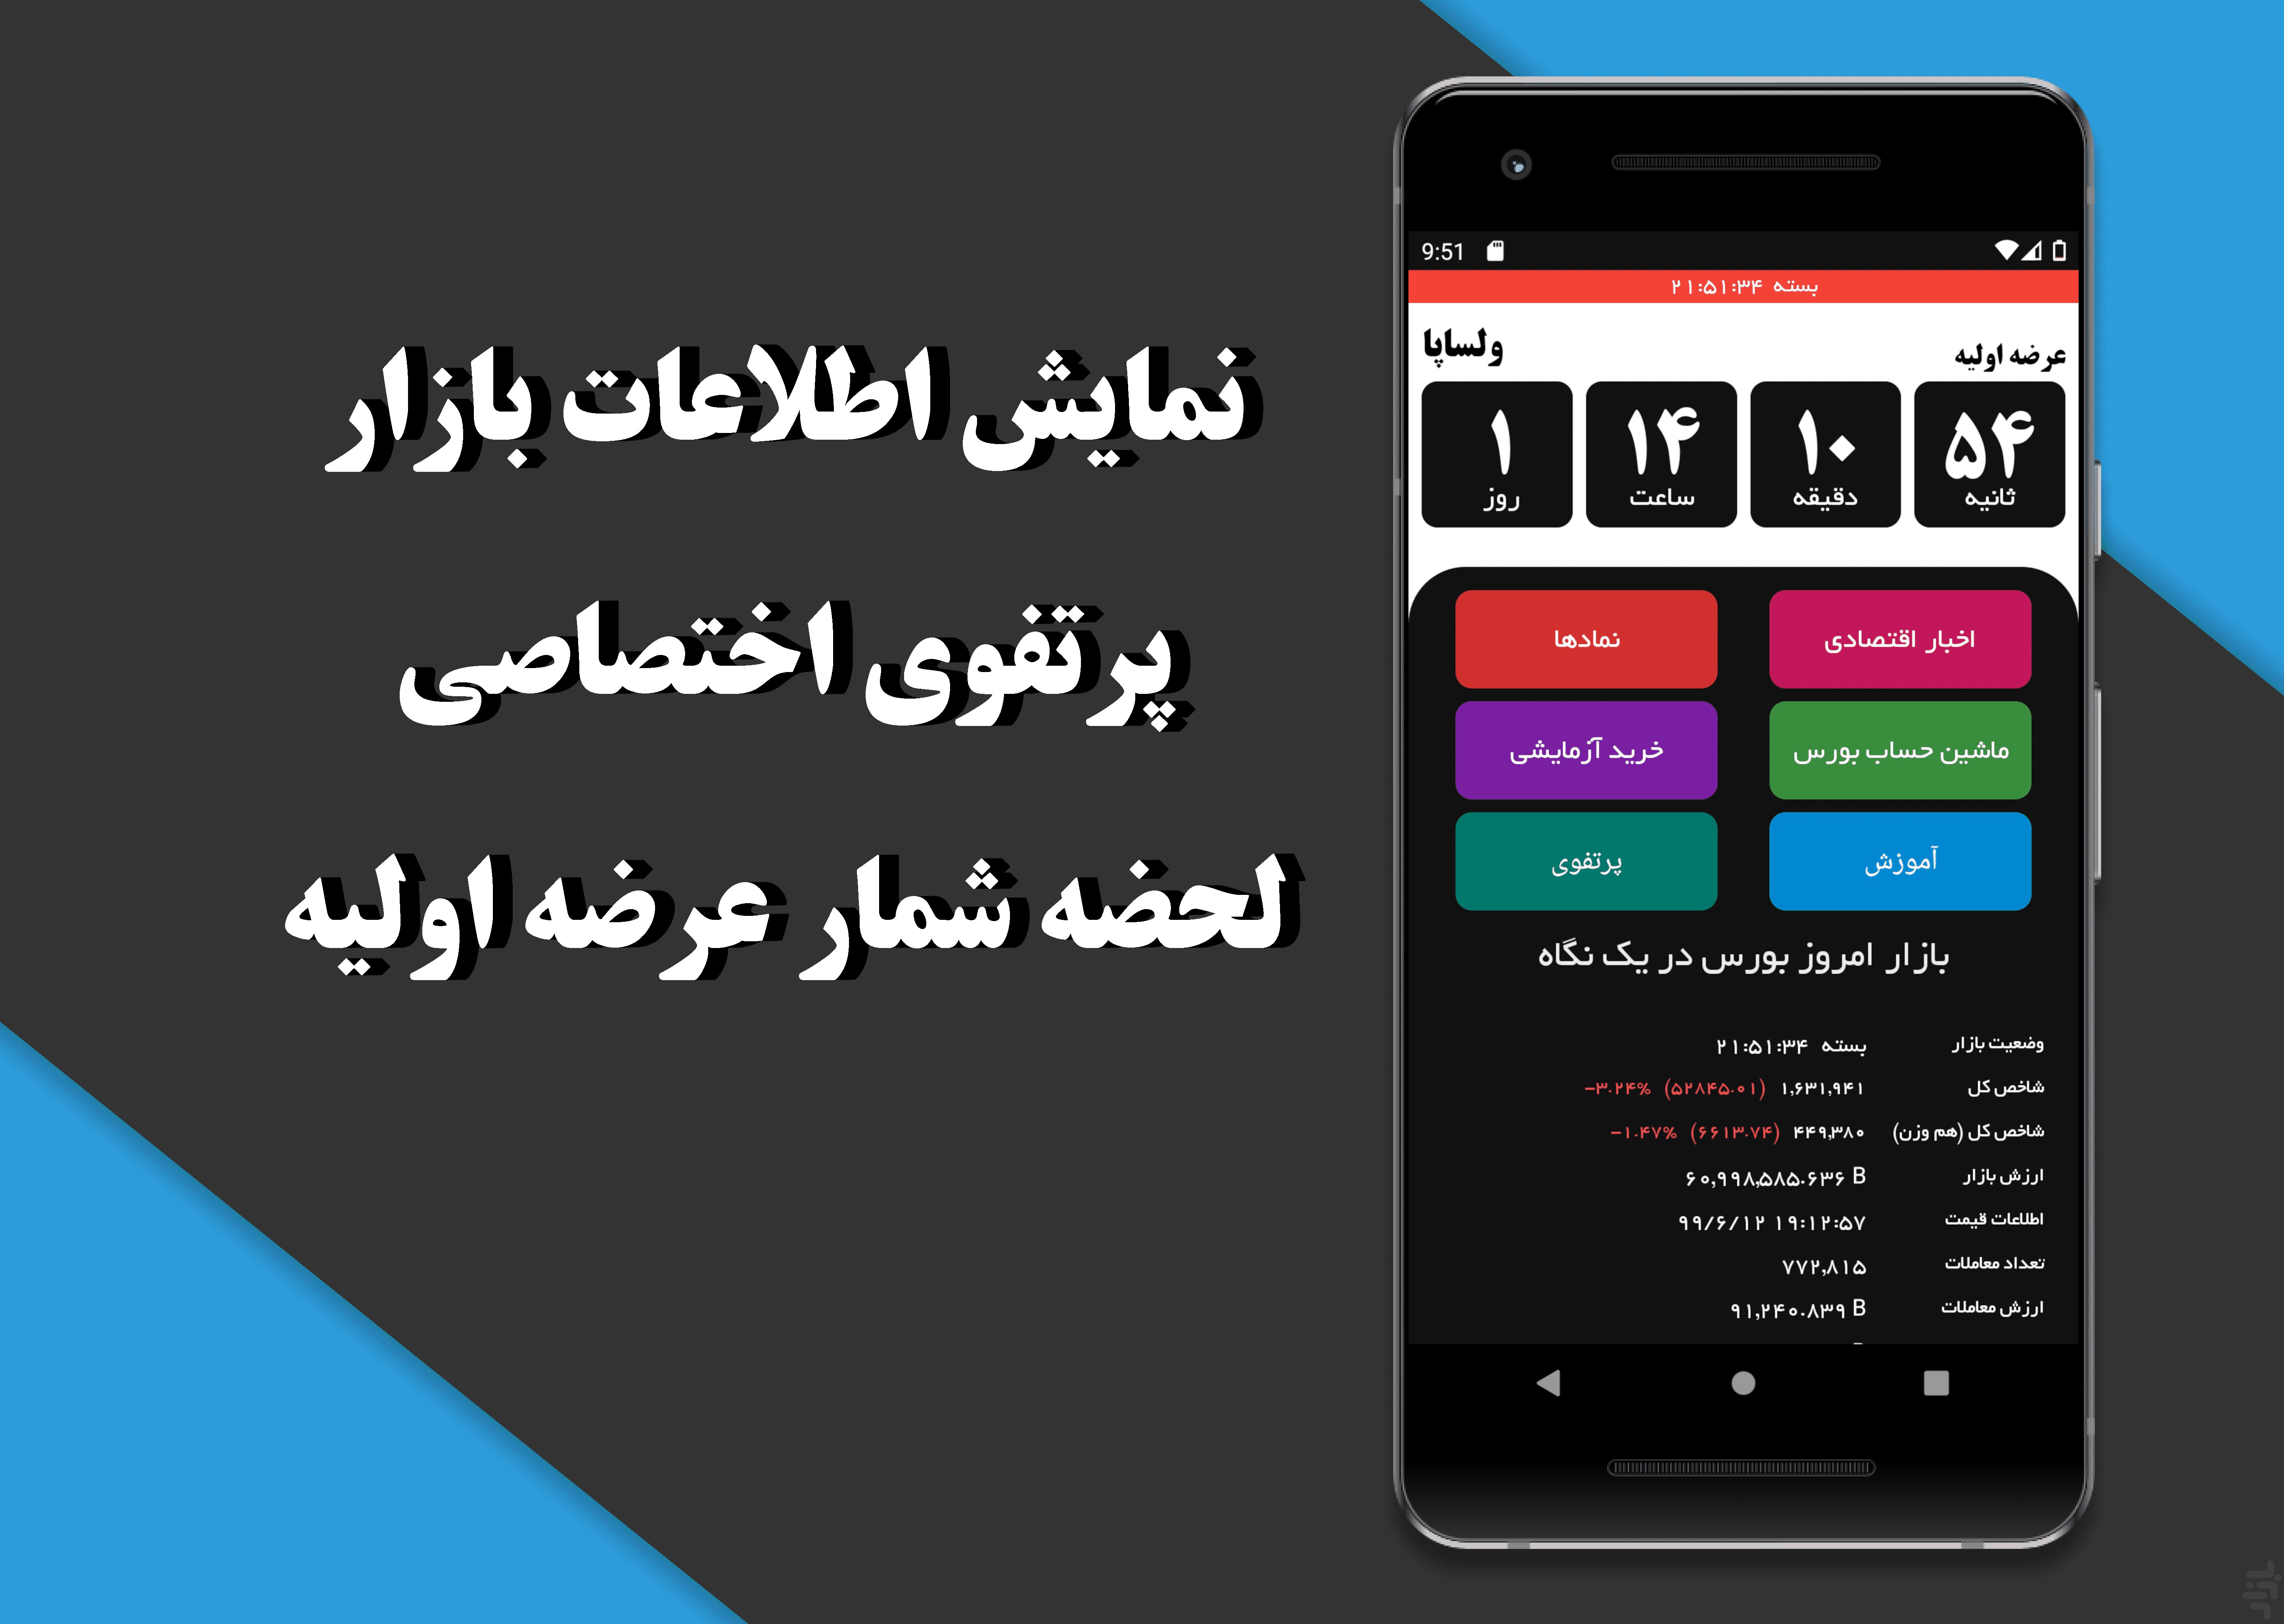 نمایش اطلاعات بازار
پرتفوی اختصاصی
لحضه شمار عرضه اولیه
9:51
بسته ۲۱:۵۱:۳۴
عرضه اولیه ولساپا
۵۴ ۱۰ ۱۴ ۱
ثانیه دقیقه ساعت روز
اخبار اقتصادی نمادها
ماشین حساب بورس خرید آزمایشی
آموزش پرتفوی
بازار امروز بورس در یک نگاه
وضعیت بازار بسته ۲۱:۵۱:۳۴
شاخص کل ۱,۶۳۱,۹۴۱ (۵۲۸۴۵.۰۱) -۳.۲۴%
شاخص کل (هم وزن) ۴۴۹,۳۸۰ (۶۶۱۳.۷۴) -۱.۴۷%
ارزش بازار ۶۰,۹۹۸,۵۸۵.۶۳۶ B
اطلاعات قیمت ۹۹/۶/۱۲ ۱۹:۱۲:۵۷
تعداد معاملات ۷۷۲,۸۱۵
ارزش معاملات ۹۱,۲۴۰.۸۳۹ B
بازار